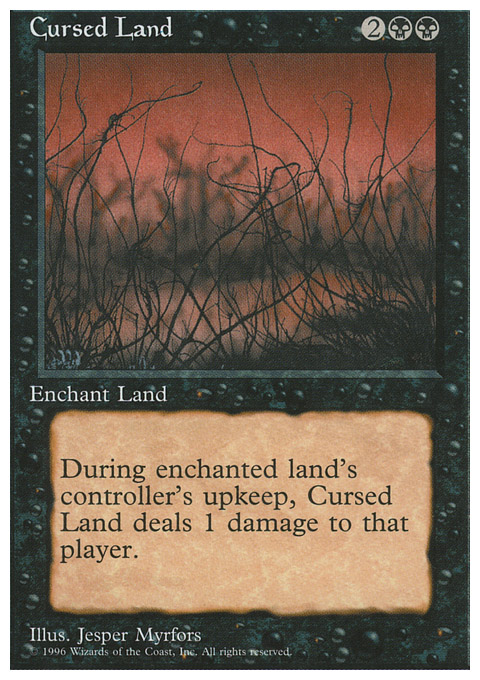 Cursed Land 2
Enchant Land
During enchanted land's
controller's upkeep, Cursed
Land deals 1 damage to that
player.
Illus. Jesper Myrfors
© 1996 Wizards of the Coast, Inc. All rights reserved.